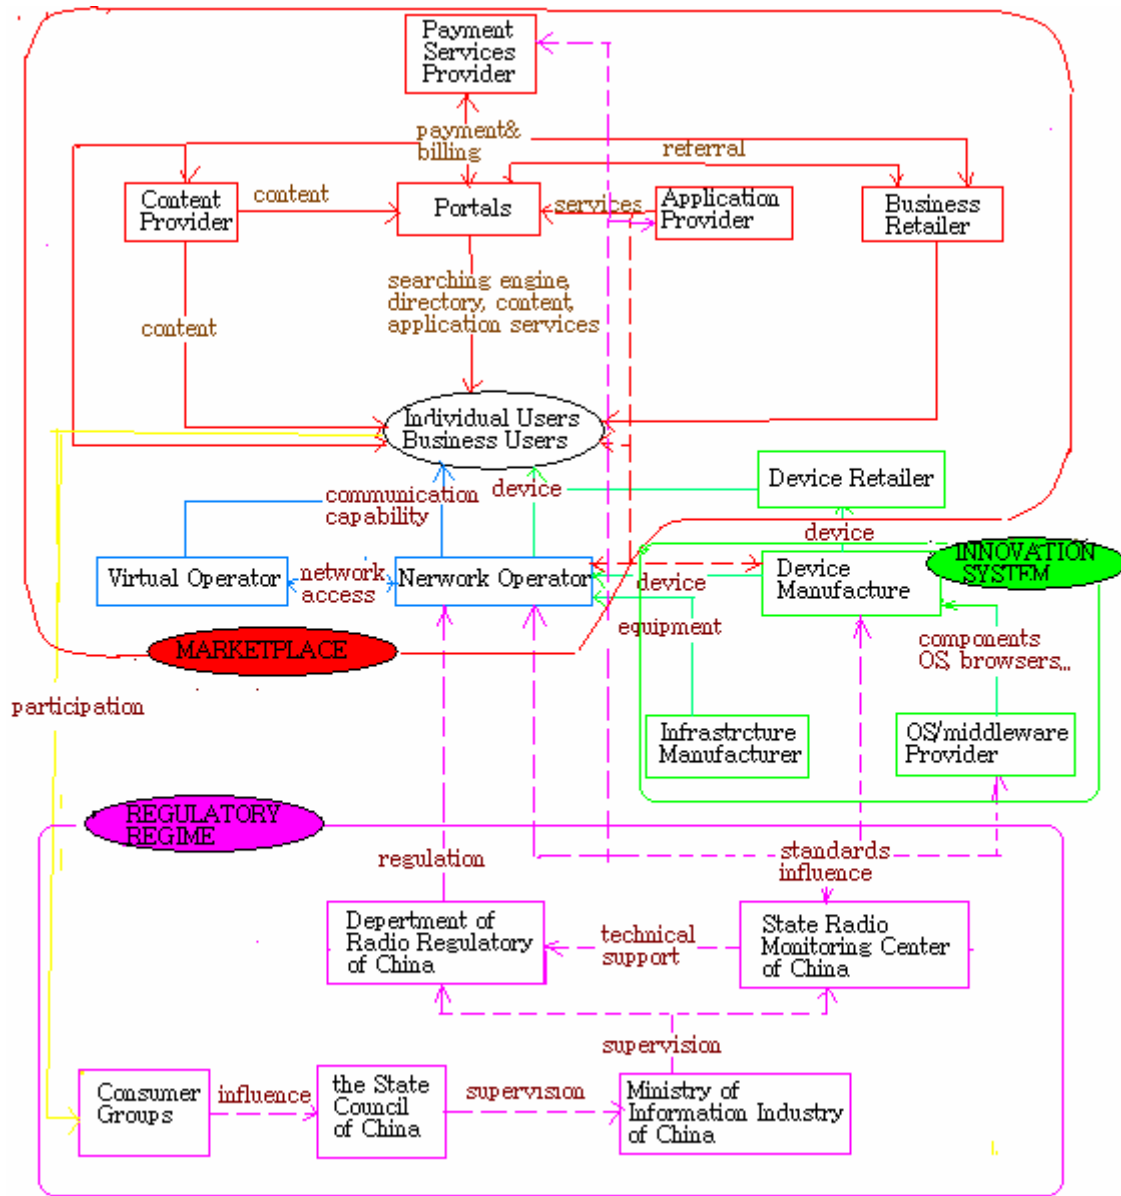 Payment
Services
Provider
payment&
billing
referral
Content
Provider
content
Portals
services
Application
Provider
Business
Retailer
searching engine,
directory, content,
application services
content
Individual Users
Business Users
communication
capability
device
Device Retailer
device
INNOVATION
SYSTEM
Virtual Operator
network
access
Nerwork Operator
device
Device
Manufacture
equipment
components
OS, browsers,..
MARKETPLACE
participation
Infrastrcture
Manufacturer
OS/middleware
Provider
REGULATORY
REGIME
regulation
standards
influence
Depertment of
Radio Regulatory
of China
technical
support
State Radio
Monitoring Center
of China
supervision
Consumer
Groups
influence
the State
Council
of China
supervision
Ministry of
Information Industry
of China